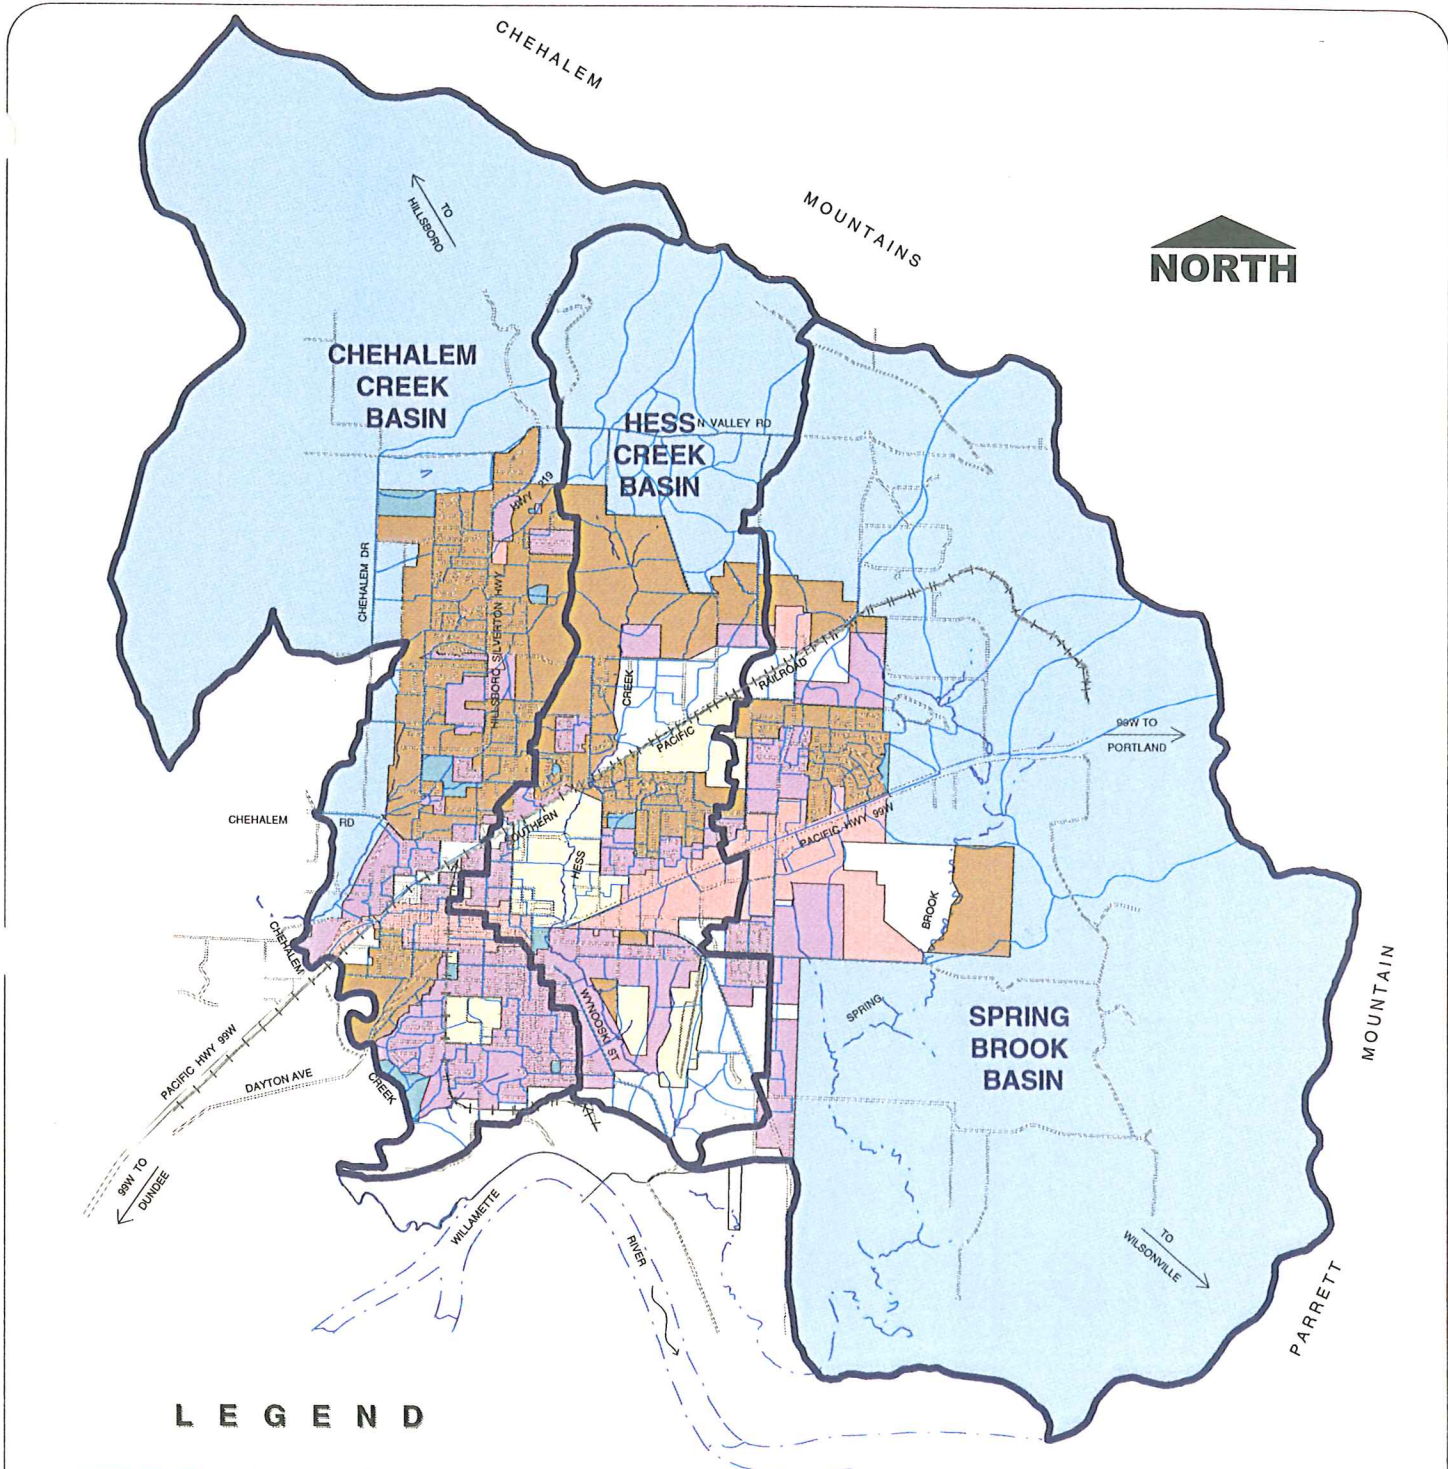 CHEHALEM
MOUNTAINS
NORTH
TO
HILLSBORO
CHEHALEM
CREEK
BASIN
HESS
CREEK
BASIN
N VALLEY RD
HWY 219
CHEHALEM DR
HILLSBORO SILVERTON HWY
CREEK
RAILROAD
PACIFIC
SOUTHERN
HESS
99W TO
PORTLAND
CHEHALEM
RD
PACIFIC HWY 99W
BROOK
CHEHALEM
WYNOOSKI ST
SPRING
SPRING
BROOK
BASIN
MOUNTAIN
PACIFIC HWY 99W
DAYTON AVE
CREEK
99W TO
DUNDEE
WILLAMETTE
RIVER
TO
WILSONVILLE
PARRETT
LEGEND